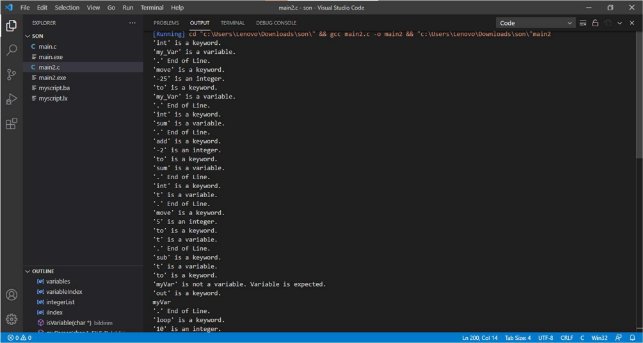 File Edit Selection View Go Run Terminal Help
main2.c - son - Visual Studio Code
EXPLORER
SON
main.c
main.exe
main2.c
main2.exe
myscript.ba
myscript.lx
OUTLINE
variables
variableIndex
integerList
iIndex
isVariable(char *) bildirim
PROBLEMS OUTPUT TERMINAL DEBUG CONSOLE
Code
[Running] cd "c:\Users\Lenovo\Downloads\son\" && gcc main2.c -o main2 && "c:\Users\Lenovo\Downloads\son\"main2
'int' is a keyword.
'my_Var' is a variable.
'.' End of Line.
'move' is a keyword.
'-25' is an integer.
'to' is a keyword.
'my_Var' is a variable.
'.' End of Line.
'int' is a keyword.
'sum' is a variable.
'.' End of Line.
'add' is a keyword.
'-2' is an integer.
'to' is a keyword.
'sum' is a variable.
'.' End of Line.
'int' is a keyword.
't' is a variable.
'.' End of Line.
'move' is a keyword.
'5' is an integer.
'to' is a keyword.
't' is a variable.
'.' End of Line.
'sub' is a keyword.
't' is a variable.
'to' is a keyword.
'myVar' is not a variable. Variable is expected.
'out' is a keyword.
myVar
'.' End of Line.
'loop' is a keyword.
'10' is an integer.
0 0
Ln 200, Col 14 Tab Size: 4 UTF-8 CRLF C Win32